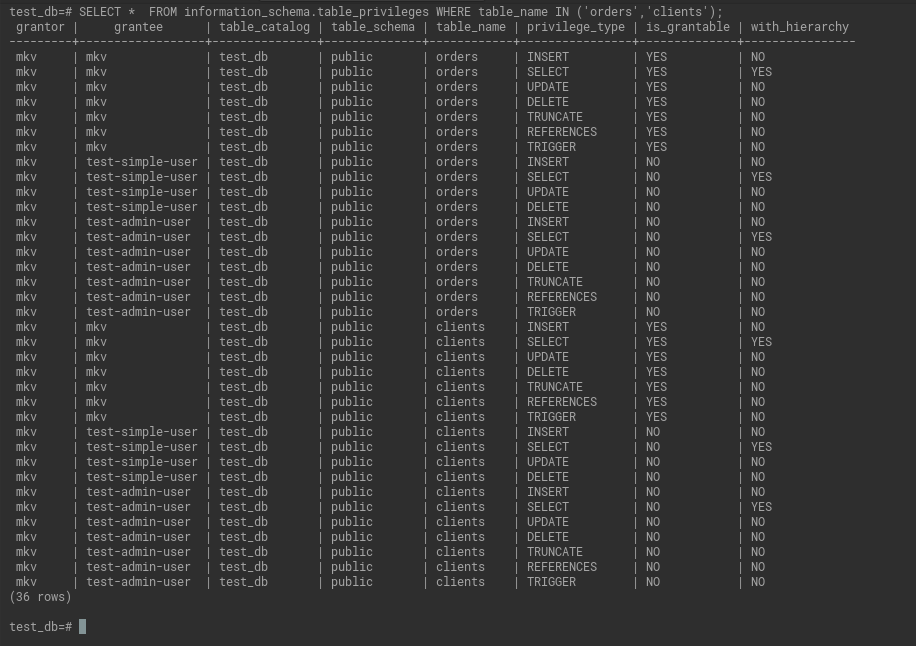 test_db=# SELECT *  FROM information_schema.table_privileges WHERE table_name IN ('orders','clients');
 grantor |     grantee      | table_catalog | table_schema | table_name | privilege_type | is_grantable | with_hierarchy
---------+------------------+---------------+--------------+------------+----------------+--------------+----------------
 mkv     | mkv              | test_db       | public       | orders     | INSERT         | YES          | NO
 mkv     | mkv              | test_db       | public       | orders     | SELECT         | YES          | YES
 mkv     | mkv              | test_db       | public       | orders     | UPDATE         | YES          | NO
 mkv     | mkv              | test_db       | public       | orders     | DELETE         | YES          | NO
 mkv     | mkv              | test_db       | public       | orders     | TRUNCATE       | YES          | NO
 mkv     | mkv              | test_db       | public       | orders     | REFERENCES     | YES          | NO
 mkv     | mkv              | test_db       | public       | orders     | TRIGGER        | YES          | NO
 mkv     | test-simple-user | test_db       | public       | orders     | INSERT         | NO           | NO
 mkv     | test-simple-user | test_db       | public       | orders     | SELECT         | NO           | YES
 mkv     | test-simple-user | test_db       | public       | orders     | UPDATE         | NO           | NO
 mkv     | test-simple-user | test_db       | public       | orders     | DELETE         | NO           | NO
 mkv     | test-admin-user  | test_db       | public       | orders     | INSERT         | NO           | NO
 mkv     | test-admin-user  | test_db       | public       | orders     | SELECT         | NO           | YES
 mkv     | test-admin-user  | test_db       | public       | orders     | UPDATE         | NO           | NO
 mkv     | test-admin-user  | test_db       | public       | orders     | DELETE         | NO           | NO
 mkv     | test-admin-user  | test_db       | public       | orders     | TRUNCATE       | NO           | NO
 mkv     | test-admin-user  | test_db       | public       | orders     | REFERENCES     | NO           | NO
 mkv     | test-admin-user  | test_db       | public       | orders     | TRIGGER        | NO           | NO
 mkv     | mkv              | test_db       | public       | clients    | INSERT         | YES          | NO
 mkv     | mkv              | test_db       | public       | clients    | SELECT         | YES          | YES
 mkv     | mkv              | test_db       | public       | clients    | UPDATE         | YES          | NO
 mkv     | mkv              | test_db       | public       | clients    | DELETE         | YES          | NO
 mkv     | mkv              | test_db       | public       | clients    | TRUNCATE       | YES          | NO
 mkv     | mkv              | test_db       | public       | clients    | REFERENCES     | YES          | NO
 mkv     | mkv              | test_db       | public       | clients    | TRIGGER        | YES          | NO
 mkv     | test-simple-user | test_db       | public       | clients    | INSERT         | NO           | NO
 mkv     | test-simple-user | test_db       | public       | clients    | SELECT         | NO           | YES
 mkv     | test-simple-user | test_db       | public       | clients    | UPDATE         | NO           | NO
 mkv     | test-simple-user | test_db       | public       | clients    | DELETE         | NO           | NO
 mkv     | test-admin-user  | test_db       | public       | clients    | INSERT         | NO           | NO
 mkv     | test-admin-user  | test_db       | public       | clients    | SELECT         | NO           | YES
 mkv     | test-admin-user  | test_db       | public       | clients    | UPDATE         | NO           | NO
 mkv     | test-admin-user  | test_db       | public       | clients    | DELETE         | NO           | NO
 mkv     | test-admin-user  | test_db       | public       | clients    | TRUNCATE       | NO           | NO
 mkv     | test-admin-user  | test_db       | public       | clients    | REFERENCES     | NO           | NO
 mkv     | test-admin-user  | test_db       | public       | clients    | TRIGGER        | NO           | NO
(36 rows)
test_db=#